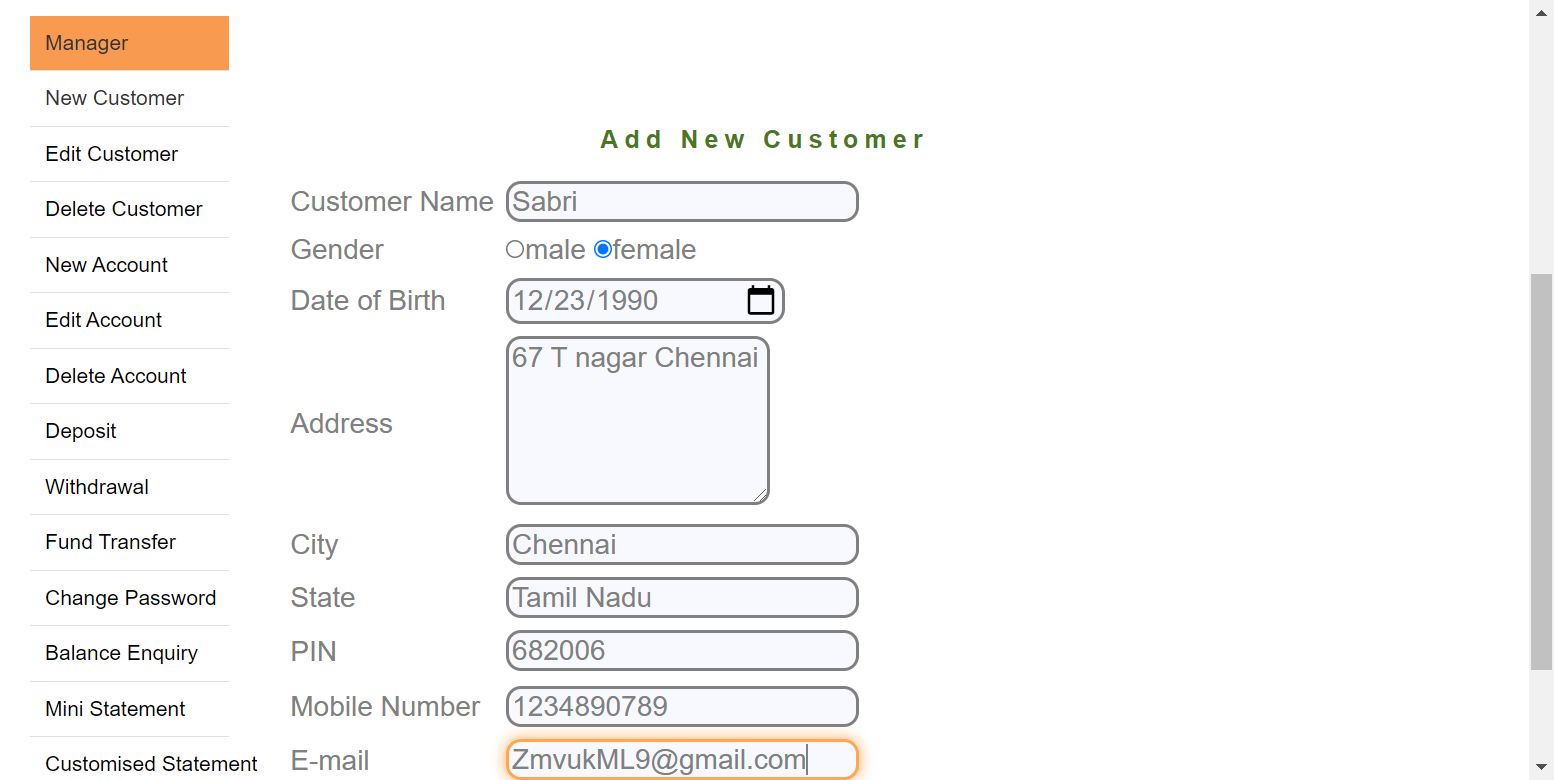 Manager
New Customer
Edit Customer
Delete Customer
New Account
Edit Account
Delete Account
Deposit
Withdrawal
Fund Transfer
Change Password
Balance Enquiry
Mini Statement
Customised Statement
Add New Customer
Customer Name Sabri
Gender male female
Date of Birth 12/23/1990
Address 67 T nagar Chennai
City Chennai
State Tamil Nadu
PIN 682006
Mobile Number 1234890789
E-mail ZmvukML9@gmail.com